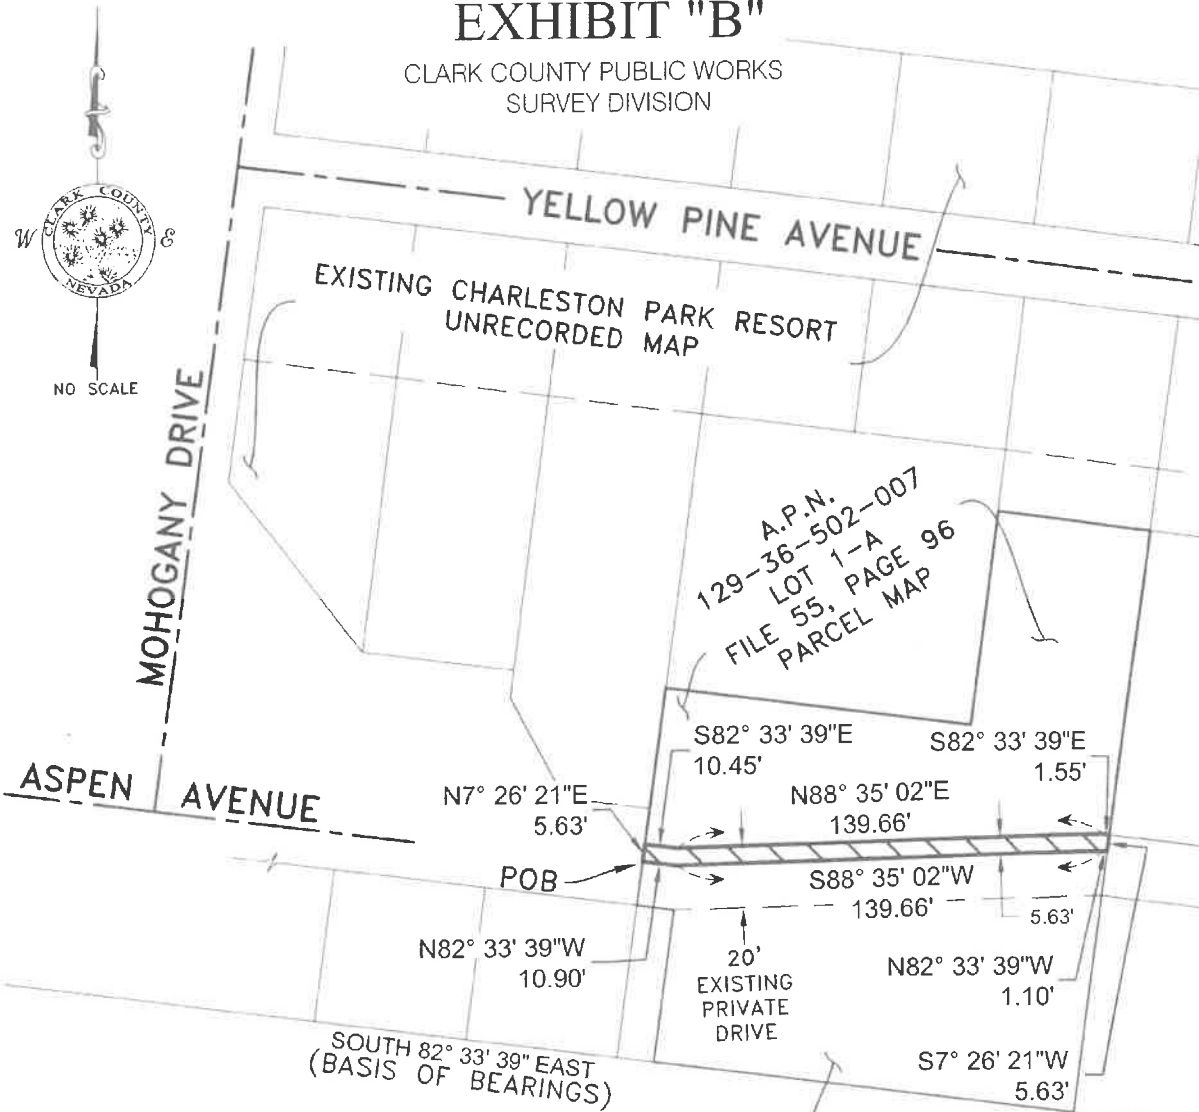 EXHIBIT "B"
CLARK COUNTY PUBLIC WORKS
SURVEY DIVISION
CLARK COUNTY
NEVADA
W
E
NO SCALE
YELLOW PINE AVENUE
EXISTING CHARLESTON PARK RESORT
UNRECORDED MAP
MOHOGANY DRIVE
A.P.N.
129-36-502-007
LOT 1-A
FILE 55, PAGE 96
PARCEL MAP
S82° 33' 39"E
10.45'
S82° 33' 39"E
1.55'
ASPEN AVENUE
N7° 26' 21"E
5.63'
N88° 35' 02"E
139.66'
POB
S88° 35' 02"W
139.66'
5.63'
N82° 33' 39"W
10.90'
20'
EXISTING
PRIVATE
DRIVE
N82° 33' 39"W
1.10'
SOUTH 82° 33' 39" EAST
(BASIS OF BEARINGS)
S7° 26' 21"W
5.63'